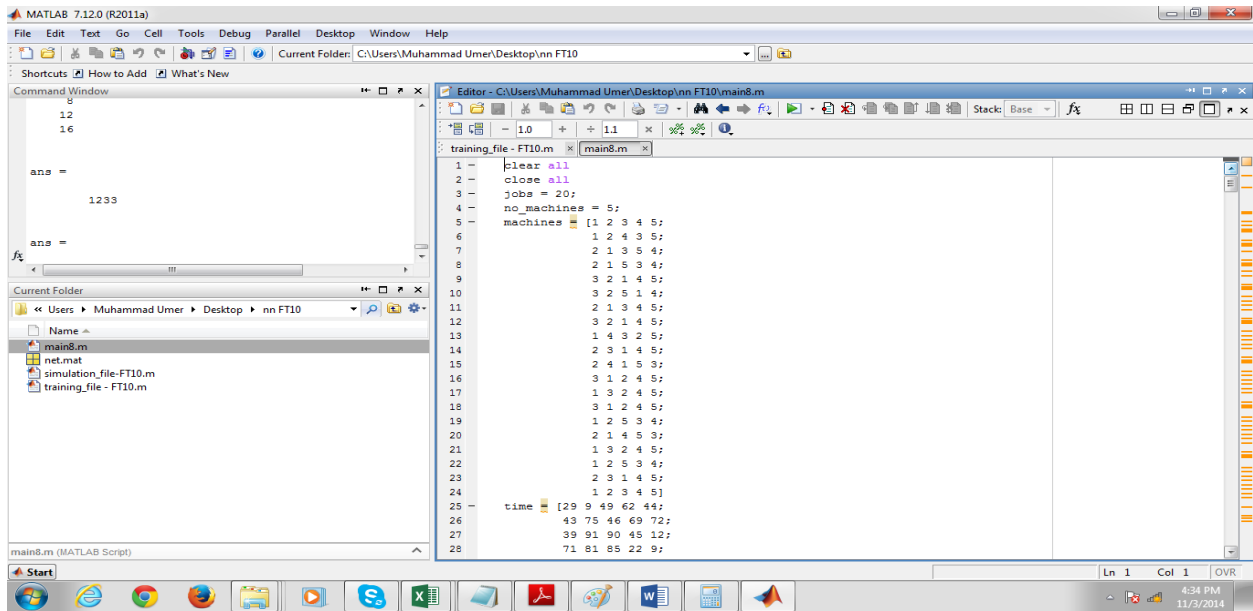 MATLAB 7.12.0 (R2011a)
File Edit Text Go Cell Tools Debug Parallel Desktop Window Help
Current Folder: C:\Users\Muhammad Umer\Desktop\nn FT10
Shortcuts How to Add What's New
Command Window
8
12
16
ans =
1233
ans =
fx
Current Folder
« Users Muhammad Umer Desktop nn FT10
Name
main8.m
net.mat
simulation_file-FT10.m
training_file - FT10.m
main8.m (MATLAB Script)
Editor - C:\Users\Muhammad Umer\Desktop\nn FT10\main8.m
Stack: Base fx
- 1.0 + ÷ 1.1 ×
training_file - FT10.m × main8.m ×
1 - clear all
2 - close all
3 - jobs = 20;
4 - no_machines = 5;
5 - machines = [1 2 3 4 5;
6 1 2 4 3 5;
7 2 1 3 5 4;
8 2 1 5 3 4;
9 3 2 1 4 5;
10 3 2 5 1 4;
11 2 1 3 4 5;
12 3 2 1 4 5;
13 1 4 3 2 5;
14 2 3 1 4 5;
15 2 4 1 5 3;
16 3 1 2 4 5;
17 1 3 2 4 5;
18 3 1 2 4 5;
19 1 2 5 3 4;
20 2 1 4 5 3;
21 1 3 2 4 5;
22 1 2 5 3 4;
23 2 3 1 4 5;
24 1 2 3 4 5]
25 - time = [29 9 49 62 44;
26 43 75 46 69 72;
27 39 91 90 45 12;
28 71 81 85 22 9;
Start
Ln 1 Col 1 OVR
4:34 PM
11/3/2014